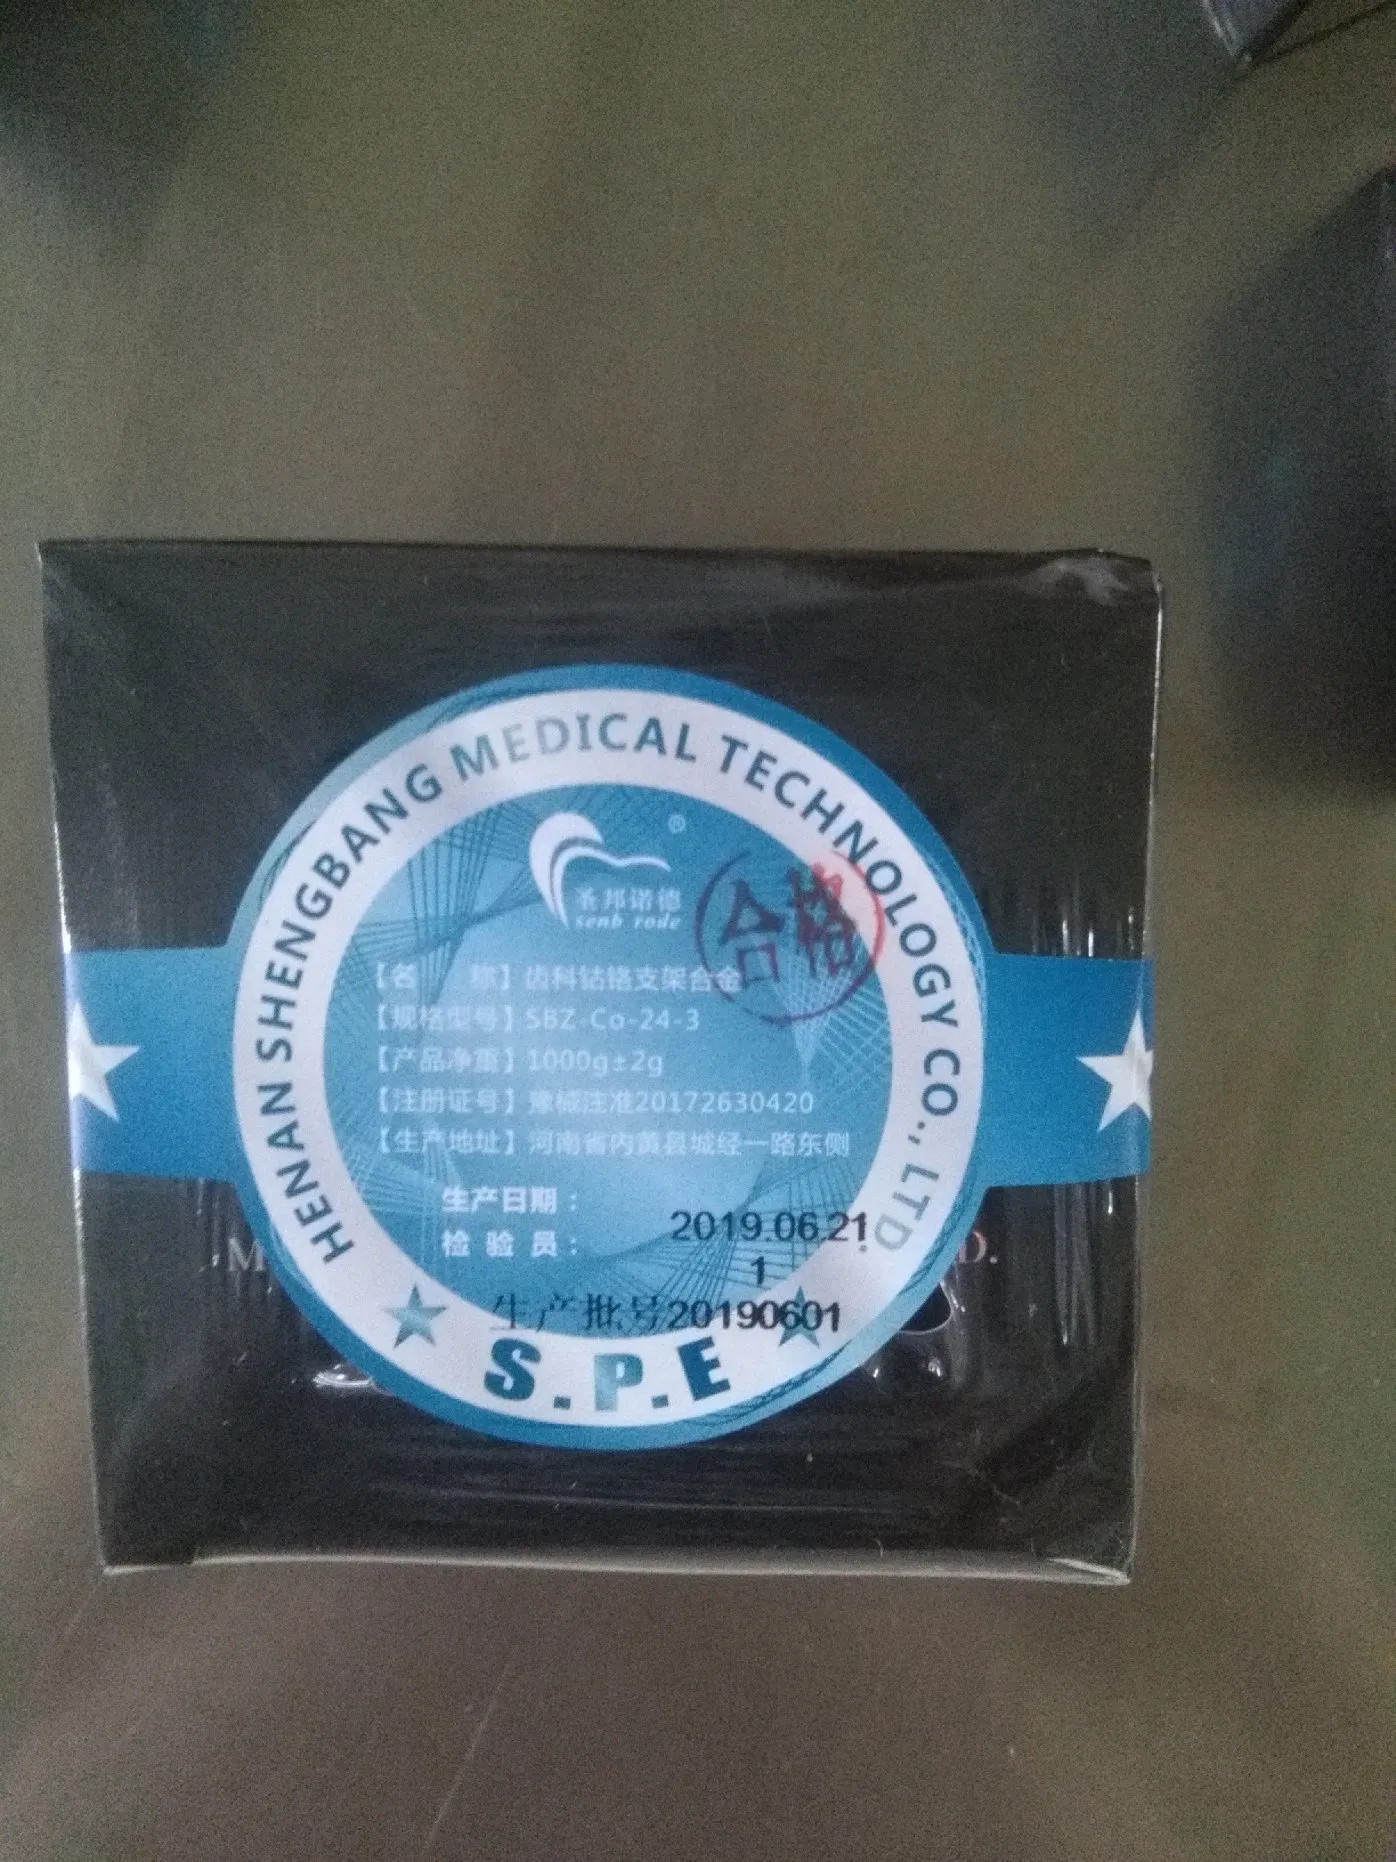 HENAN SHENGBANG MEDICAL TECHNOLOGY CO., LTD.
®
圣邦诺德
senb rode
合格
【名 称】齿科钴铬支架合金
【规格型号】SBZ-Co-24-3
【产品净重】1000g±2g
【注册证号】豫械注准20172630420
【生产地址】河南省内黄县城经一路东侧
生产日期：
2019.06.21
检 验 员：
1
生产批号20190601
S.P.E